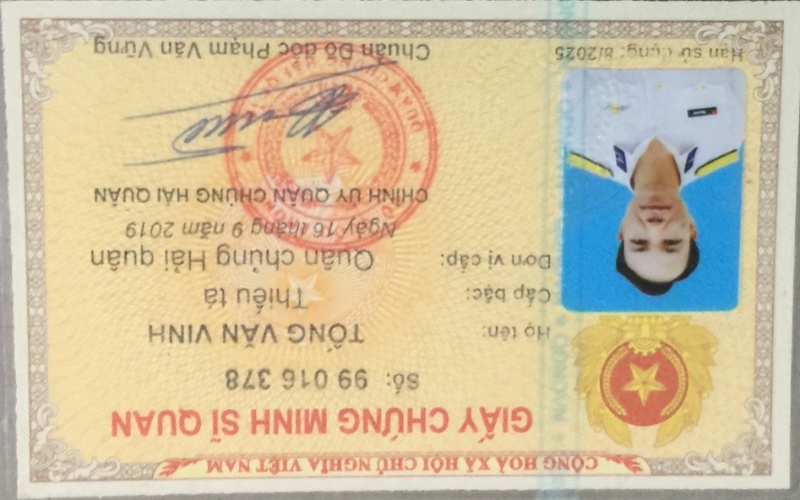 CỘNG HOÀ XÃ HỘI CHỦ NGHĨA VIỆT NAM
GIẤY CHỨNG MINH SĨ QUAN
Số: 99 016 378
Họ tên: TỐNG VĂN VINH
Cấp bậc: Thiếu tá
Đơn vị cấp: Quân chủng Hải quân
Ngày 16 tháng 9 năm 2019
CHÍNH ỦY QUÂN CHỦNG HẢI QUÂN
Hạn sử dụng: 8/2025
Chuẩn Đô đốc Phạm Văn Vững